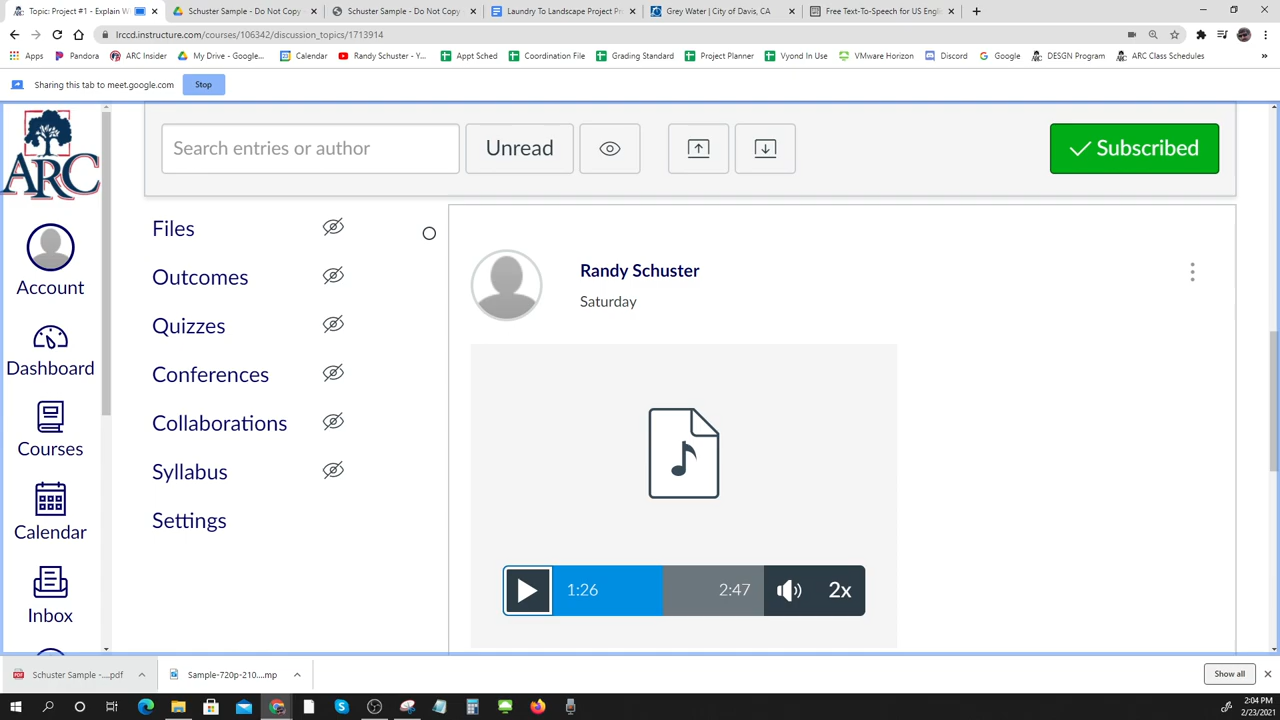 Topic: Project #1 - Explain W
Schuster Sample - Do Not Copy
Schuster Sample - Do Not Copy
Laundry To Landscape Project Pr
Grey Water | City of Davis, CA
Free Text-To-Speech for US Engl
lrccd.instructure.com/courses/106342/discussion_topics/1713914
Apps
Pandora
ARC Insider
My Drive - Google...
Calendar
Randy Schuster - Y...
Appt Sched
Coordination File
Grading Standard
Project Planner
Vyond In Use
VMware Horizon
Discord
Google
DESGN Program
ARC Class Schedules
Sharing this tab to meet.google.com
Stop
ARC
Account
Dashboard
Courses
Calendar
Inbox
Search entries or author
Unread
Subscribed
Files
Outcomes
Quizzes
Conferences
Collaborations
Syllabus
Settings
Randy Schuster
Saturday
1:26
2:47
2x
Schuster Sample -....pdf
Sample-720p-210....mp
Show all
2:04 PM
2/23/2021